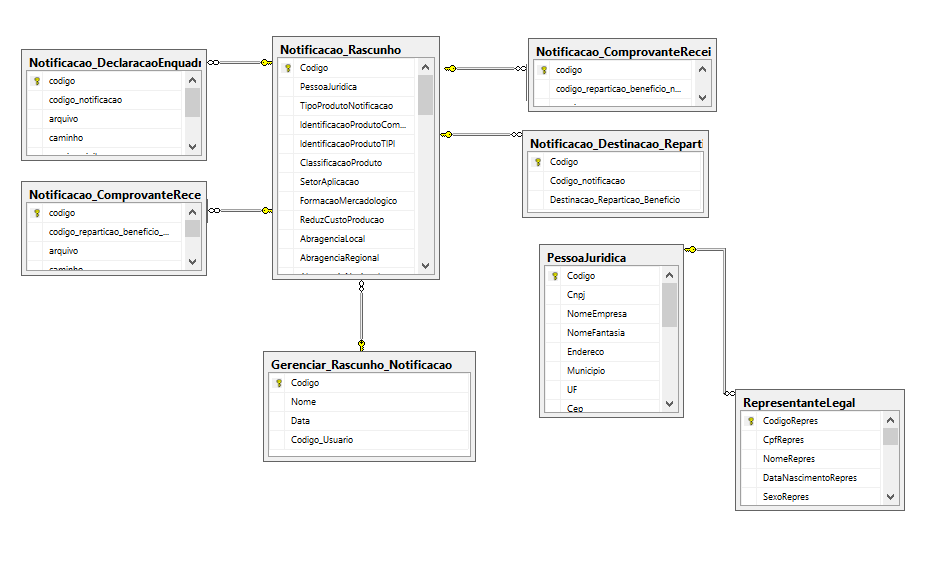 Notificacao_DeclaracaoEnquadr
codigo
codigo_notificacao
arquivo
caminho
Notificacao_ComprovanteRece
codigo
codigo_reparticao_beneficio_...
arquivo
caminho
Notificacao_Rascunho
Codigo
PessoaJuridica
TipoProdutoNotificacao
IdentificacaoProdutoCom...
IdentificacaoProdutoTIPI
ClassificacaoProduto
SetorAplicacao
FormacaoMercadologico
ReduzCustoProducao
AbragenciaLocal
AbragenciaRegional
Gerenciar_Rascunho_Notificacao
Codigo
Nome
Data
Codigo_Usuario
Notificacao_ComprovanteRecei
codigo
codigo_reparticao_beneficio_n...
Notificacao_Destinacao_Reparti
Codigo
Codigo_notificacao
Destinacao_Reparticao_Beneficio
PessoaJuridica
Codigo
Cnpj
NomeEmpresa
NomeFantasia
Endereco
Municipio
UF
Cep
RepresentanteLegal
CodigoRepres
CpfRepres
NomeRepres
DataNascimentoRepres
SexoRepres